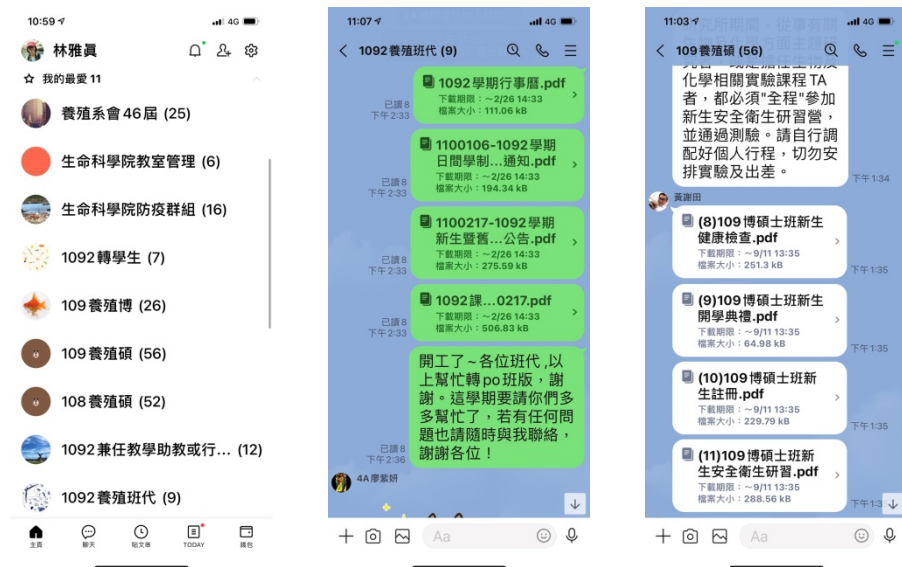 10:59
4G
林雅眞
我的最愛 11
養殖系會46屆 (25)
生命科學院教室管理 (6)
生命科學院防疫群組 (16)
1092轉學生 (7)
109養殖博 (26)
109養殖碩 (56)
108養殖碩 (52)
1092兼任教學助教或行... (12)
1092養殖班代 (9)
主頁
聊天
貼文串
TODAY
錢包
11:07
4G
1092養殖班代 (9)
1092學期行事曆.pdf
下載期限：~2/26 14:33
檔案大小：111.06 kB
已讀 8
下午 2:33
1100106-1092學期
日間學制...通知.pdf
下載期限：~2/26 14:33
檔案大小：194.34 kB
已讀 8
下午 2:33
1100217-1092學期
新生暨舊...公告.pdf
下載期限：~2/26 14:33
檔案大小：275.59 kB
已讀 8
下午 2:33
1092課...0217.pdf
下載期限：~2/26 14:33
檔案大小：506.83 kB
已讀 8
下午 2:33
開工了~各位班代,以
上幫忙轉po班版，謝
謝。這學期要請你們多
多幫忙了，若有任何問
題也請隨時與我聯絡，
謝謝各位！
已讀 8
下午 2:36
4A廖紫妍
Aa
11:03
4G
109養殖碩 (56)
化學相關實驗課程 TA
者，都必須"全程"參加
新生安全衛生研習營，
並通過測驗。請自行調
配好個人行程，切勿安
排實驗及出差。
下午 1:34
黃謝田
(8)109博碩士班新生
健康檢查.pdf
下載期限：~9/11 13:35
檔案大小：251.3 kB
下午 1:35
(9)109博碩士班新生
開學典禮.pdf
下載期限：~9/11 13:35
檔案大小：64.98 kB
下午 1:35
(10)109博碩士班新
生註冊.pdf
下載期限：~9/11 13:35
檔案大小：229.79 kB
下午 1:35
(11)109博碩士班新
生安全衛生研習.pdf
下載期限：~9/11 13:35
檔案大小：288.56 kB
Aa